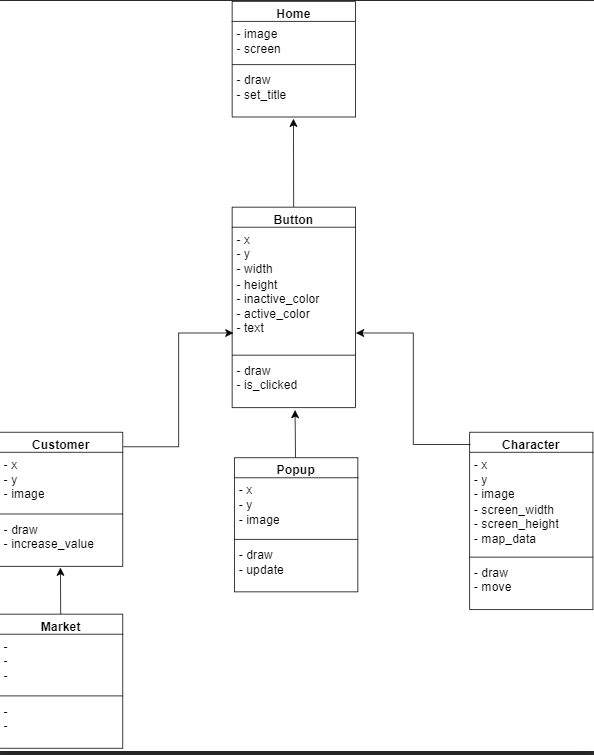 Home
- image
- screen
- draw
- set_title
Button
- x
- y
- width
- height
- inactive_color
- active_color
- text
- draw
- is_clicked
Customer
- x
- y
- image
- draw
- increase_value
Popup
- x
- y
- image
- draw
- update
Character
- x
- y
- image
- screen_width
- screen_height
- map_data
- draw
- move
Market
-
-
-
-
-